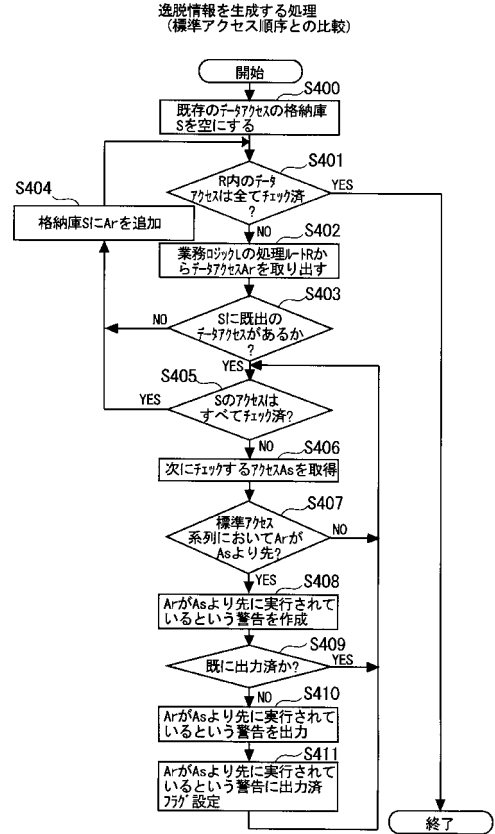 逸脱情報を生成する処理
(標準アクセス順序との比較)
開始
S400
既存のデータアクセスの格納庫
Sを空にする
S401
R内のデータ
アクセスは全てチェック済
?
YES
NO
S404
格納庫SにArを追加
S402
業務ロジックLの処理ルートRか
らデータアクセスArを取り出す
S403
Sに既出の
データアクセスがあるか
?
NO
YES
S405
Sのアクセスは
すべてチェック済?
YES
NO
S406
次にチェックするアクセスAsを取得
S407
標準アクセス
系列においてArが
Asより先?
NO
YES
S408
ArがAsより先に実行されて
いるという警告を作成
S409
既に出力済か?
YES
NO
S410
ArがAsより先に実行されて
いるという警告を出力
S411
ArがAsより先に実行されて
いるという警告に出力済
フラグ設定
終了